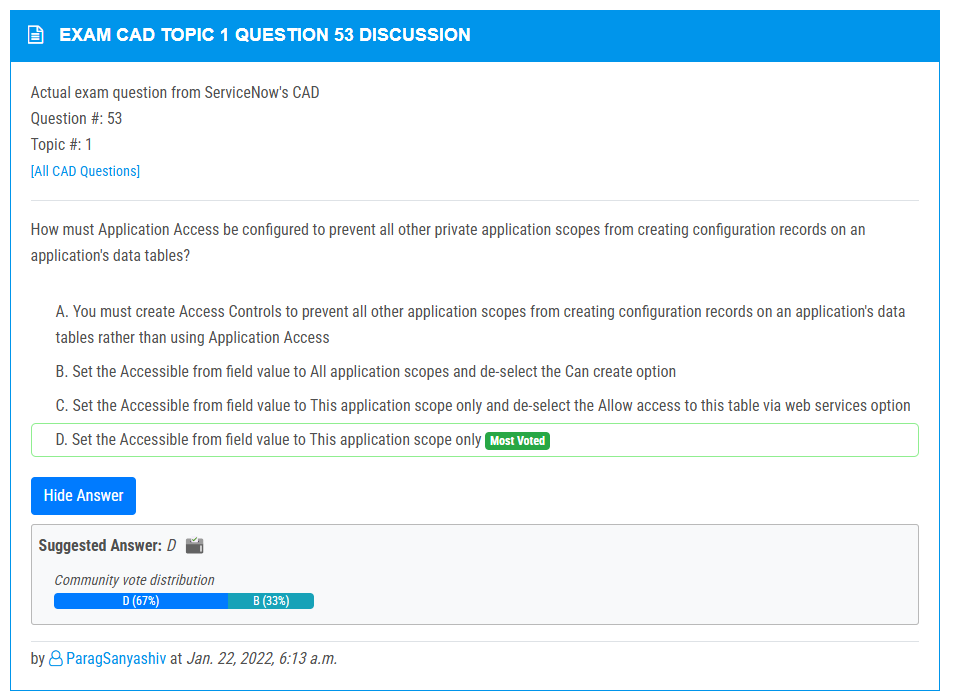 EXAM CAD TOPIC 1 QUESTION 53 DISCUSSION
Actual exam question from ServiceNow's CAD
Question #: 53
Topic #: 1
[All CAD Questions]
How must Application Access be configured to prevent all other private application scopes from creating configuration records on an
application's data tables?
A. You must create Access Controls to prevent all other application scopes from creating configuration records on an application's data
tables rather than using Application Access
B. Set the Accessible from field value to All application scopes and de-select the Can create option
C. Set the Accessible from field value to This application scope only and de-select the Allow access to this table via web services option
D. Set the Accessible from field value to This application scope only Most Voted
Hide Answer
Suggested Answer: D
Community vote distribution
D (67%) B (33%)
by ParagSanyashiv at Jan. 22, 2022, 6:13 a.m.